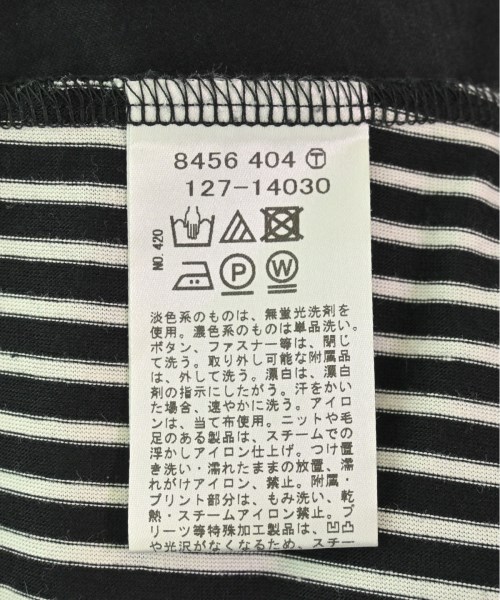 8456 404 Ⓣ
127-14030
NO.420
P W
淡色系のものは、無蛍光洗剤を
使用。濃色系のものは単品洗い。
ボタン、ファスナー等は、閉じ
て洗う。取り外し可能な附属品
は、外して洗う。漂白は、漂白
剤の指示にしたがう。汗をかい
た場合、速やかに洗う。アイロ
ンは、当て布使用。ニットや毛
足のある製品は、スチームでの
浮かしアイロン仕上げ。つけ置
き洗い・濡れたままの放置、濡
れがけアイロン、禁止。附属・
プリント部分は、もみ洗い、乾
熱・スチームアイロン禁止。プ
リーツ等特殊加工製品は、凹凸
や光沢がなくなるため、スチー